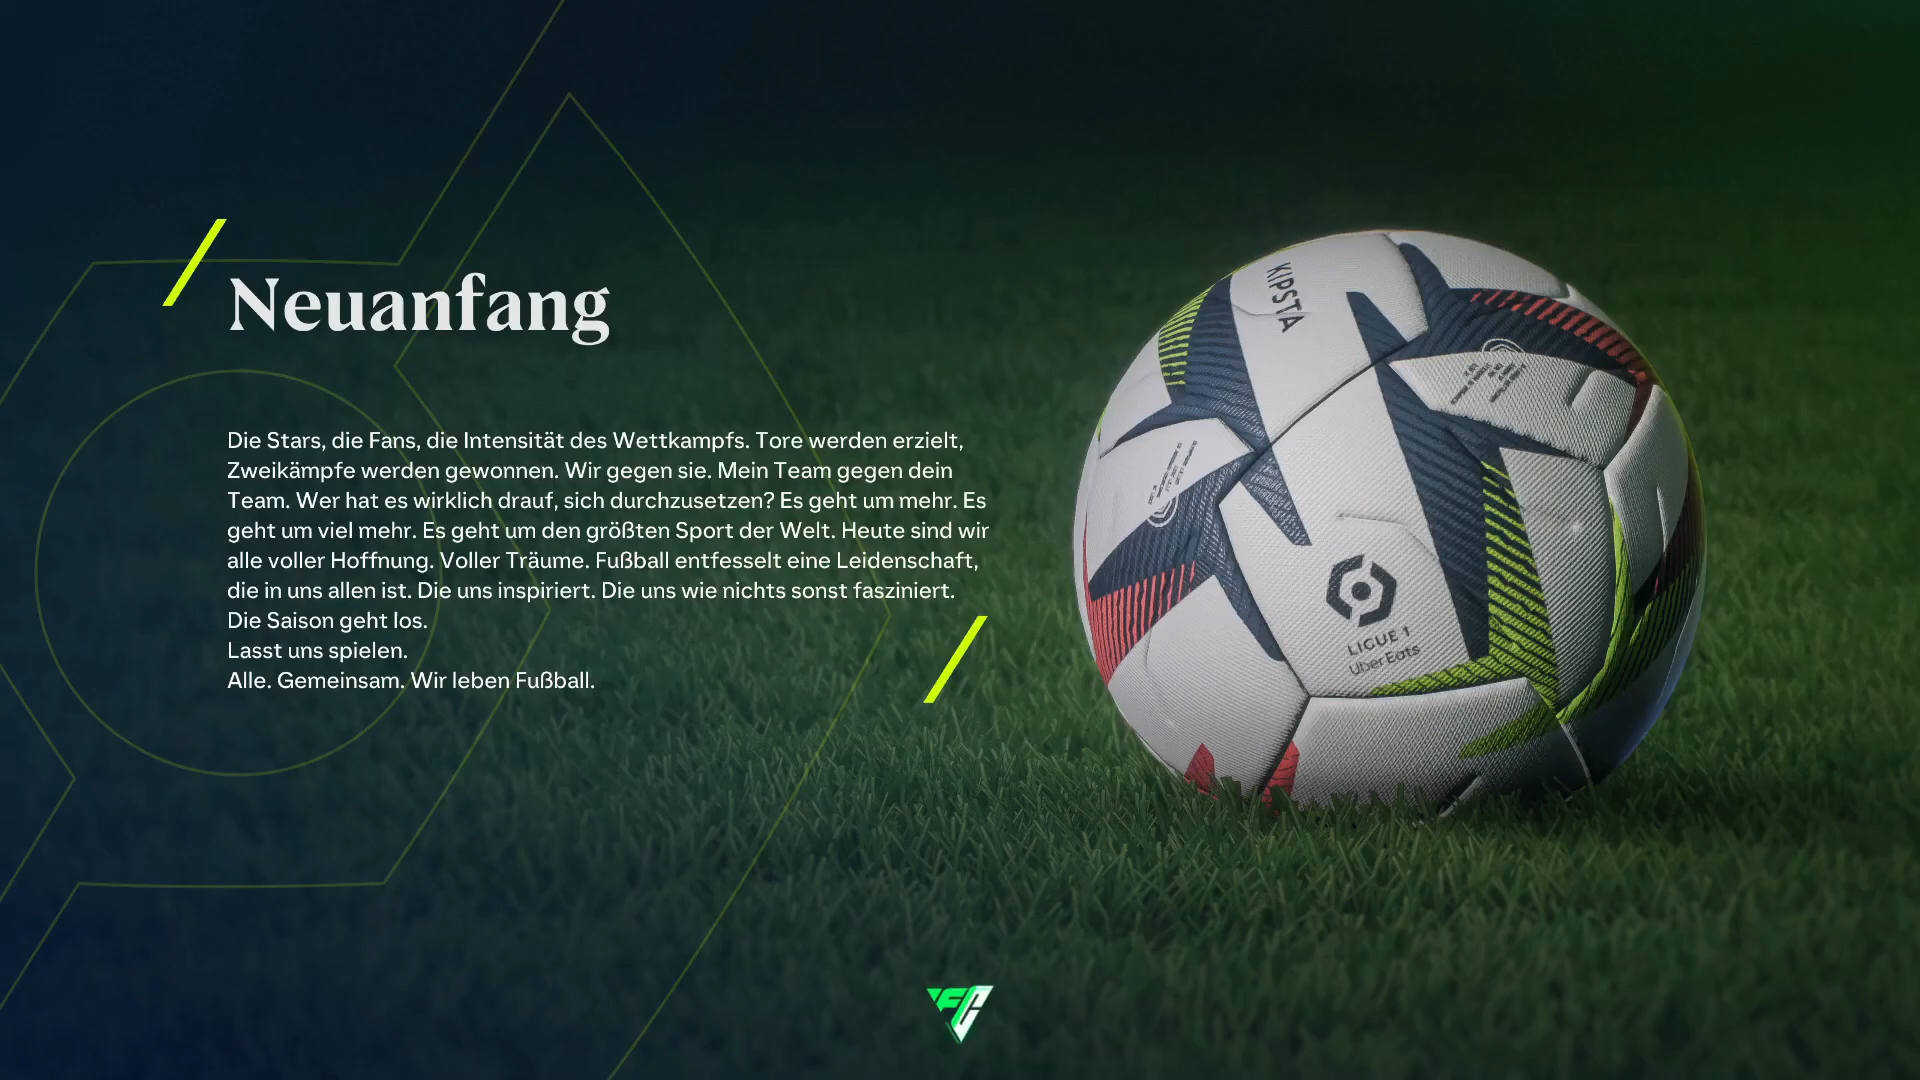 Neuanfang
Die Stars, die Fans, die Intensität des Wettkampfs. Tore werden erzielt,
Zweikämpfe werden gewonnen. Wir gegen sie. Mein Team gegen dein
Team. Wer hat es wirklich drauf, sich durchzusetzen? Es geht um mehr. Es
geht um viel mehr. Es geht um den größten Sport der Welt. Heute sind wir
alle voller Hoffnung. Voller Träume. Fußball entfesselt eine Leidenschaft,
die in uns allen ist. Die uns inspiriert. Die uns wie nichts sonst fasziniert.
Die Saison geht los.
Lasst uns spielen.
Alle. Gemeinsam. Wir leben Fußball.
KIPSTA
LIGUE 1
Uber Eats
FC